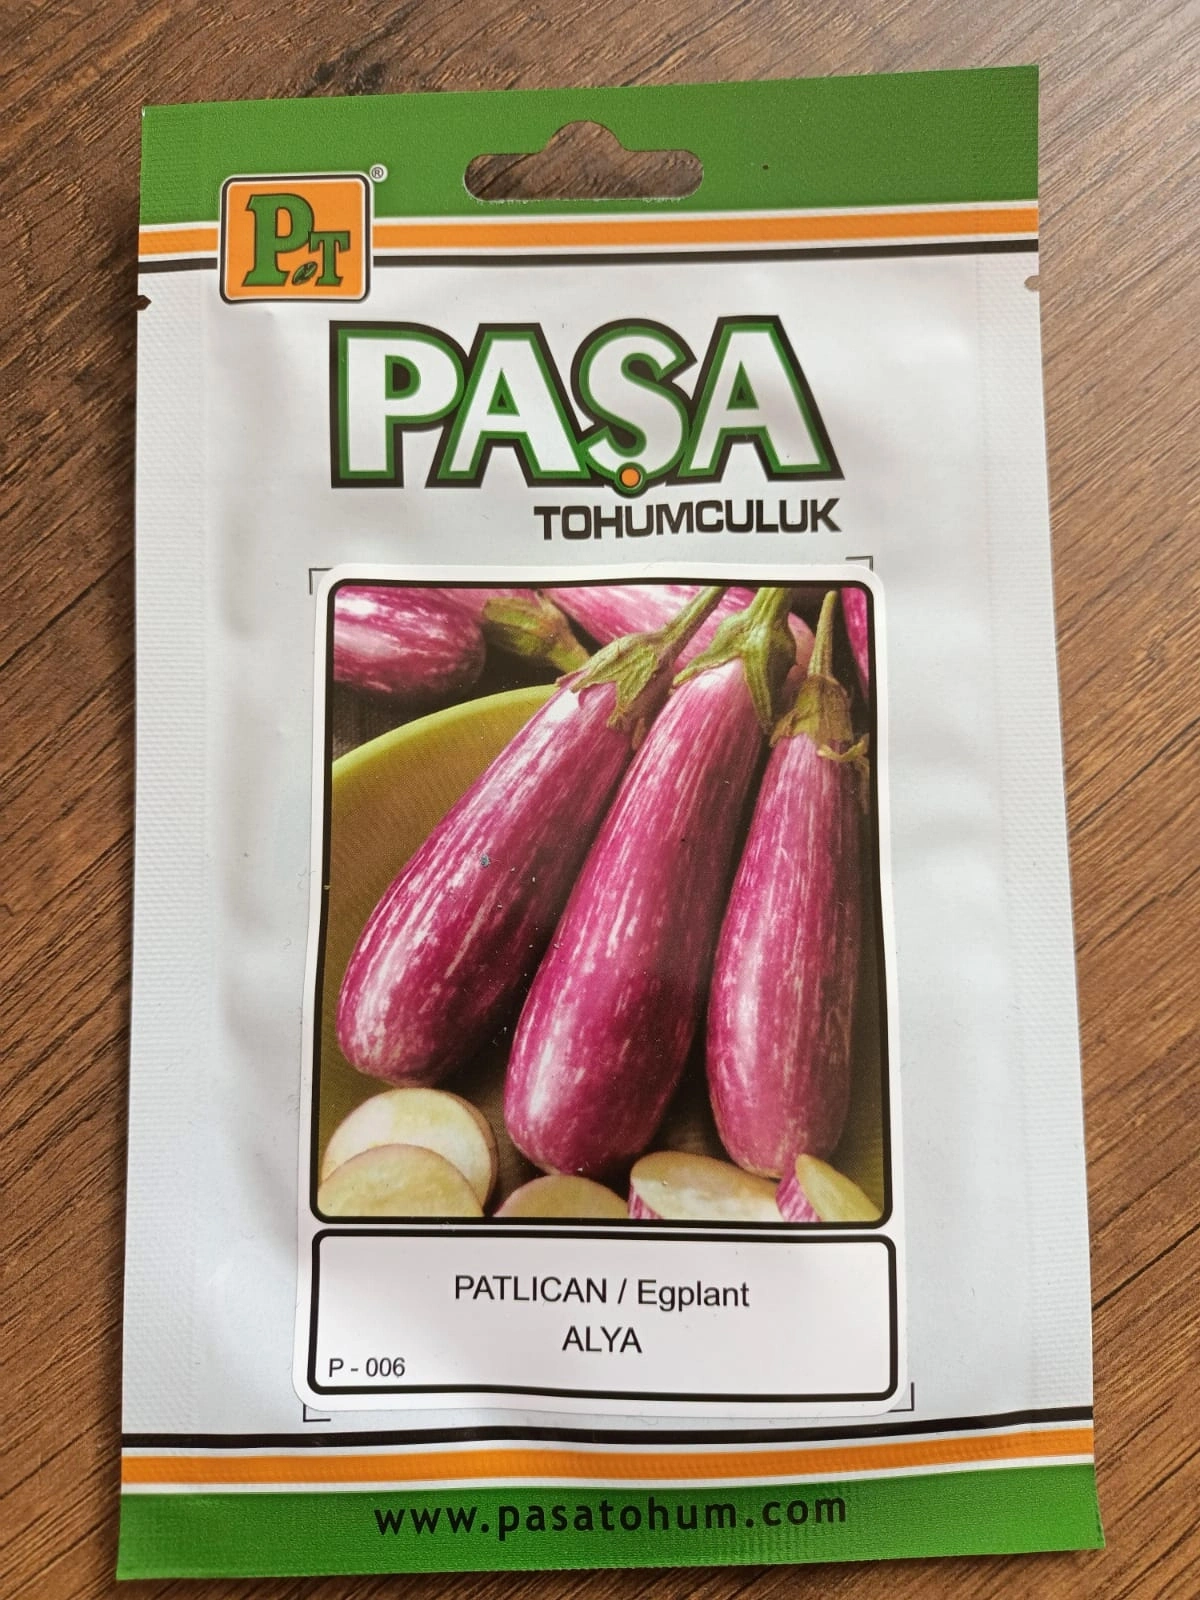 PT®
PAŞA
TOHUMCULUK
PATLICAN / Egplant
ALYA
P - 006
www.pasatohum.com